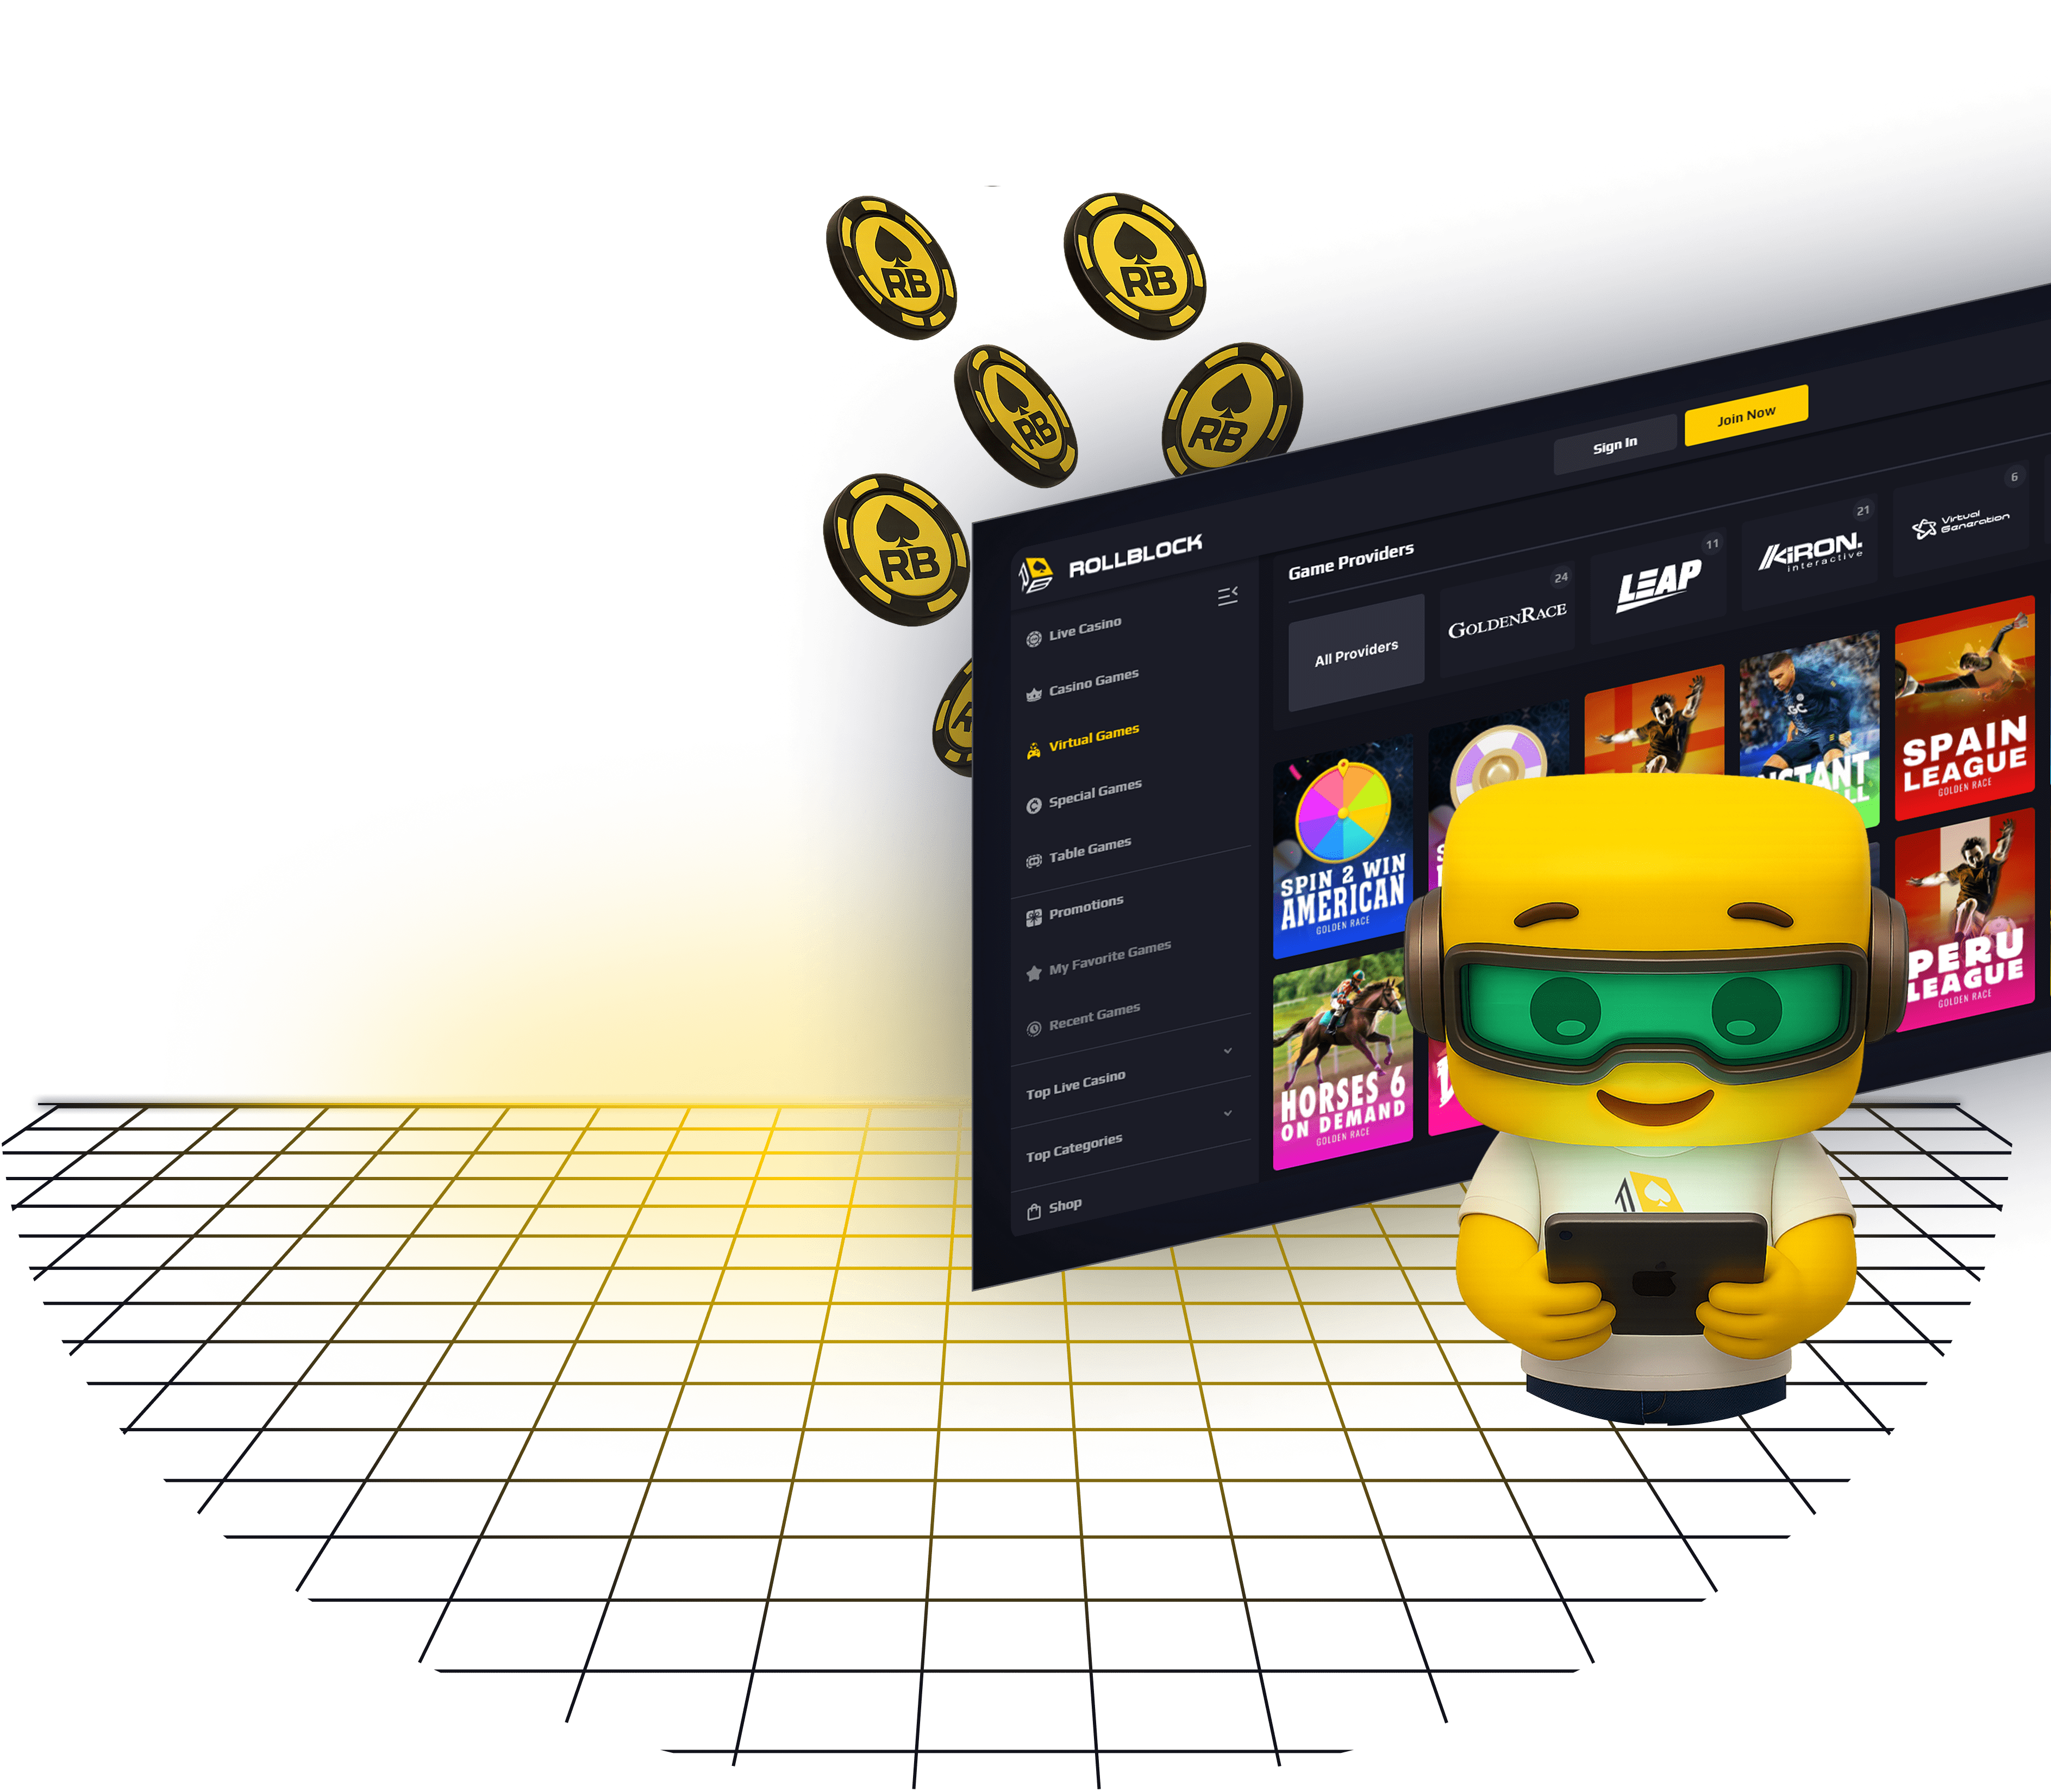 RB
RB
RB
RB
RB
Sign In
Join Now
ROLLBLOCK
Game Providers
All Providers
24
GOLDENRACE
11
LEAP
21
KIRON.
interactive
6
Virtual
Generation
Live Casino
Casino Games
Virtual Games
Special Games
Table Games
Promotions
My Favorite Games
Recent Games
Top Live Casino
Top Categories
Shop
SPIN 2 WIN
AMERICAN
GOLDEN RACE
SPAIN
LEAGUE
GOLDEN RACE
HORSES 6
ON DEMAND
GOLDEN RACE
PERU
LEAGUE
GOLDEN RACE